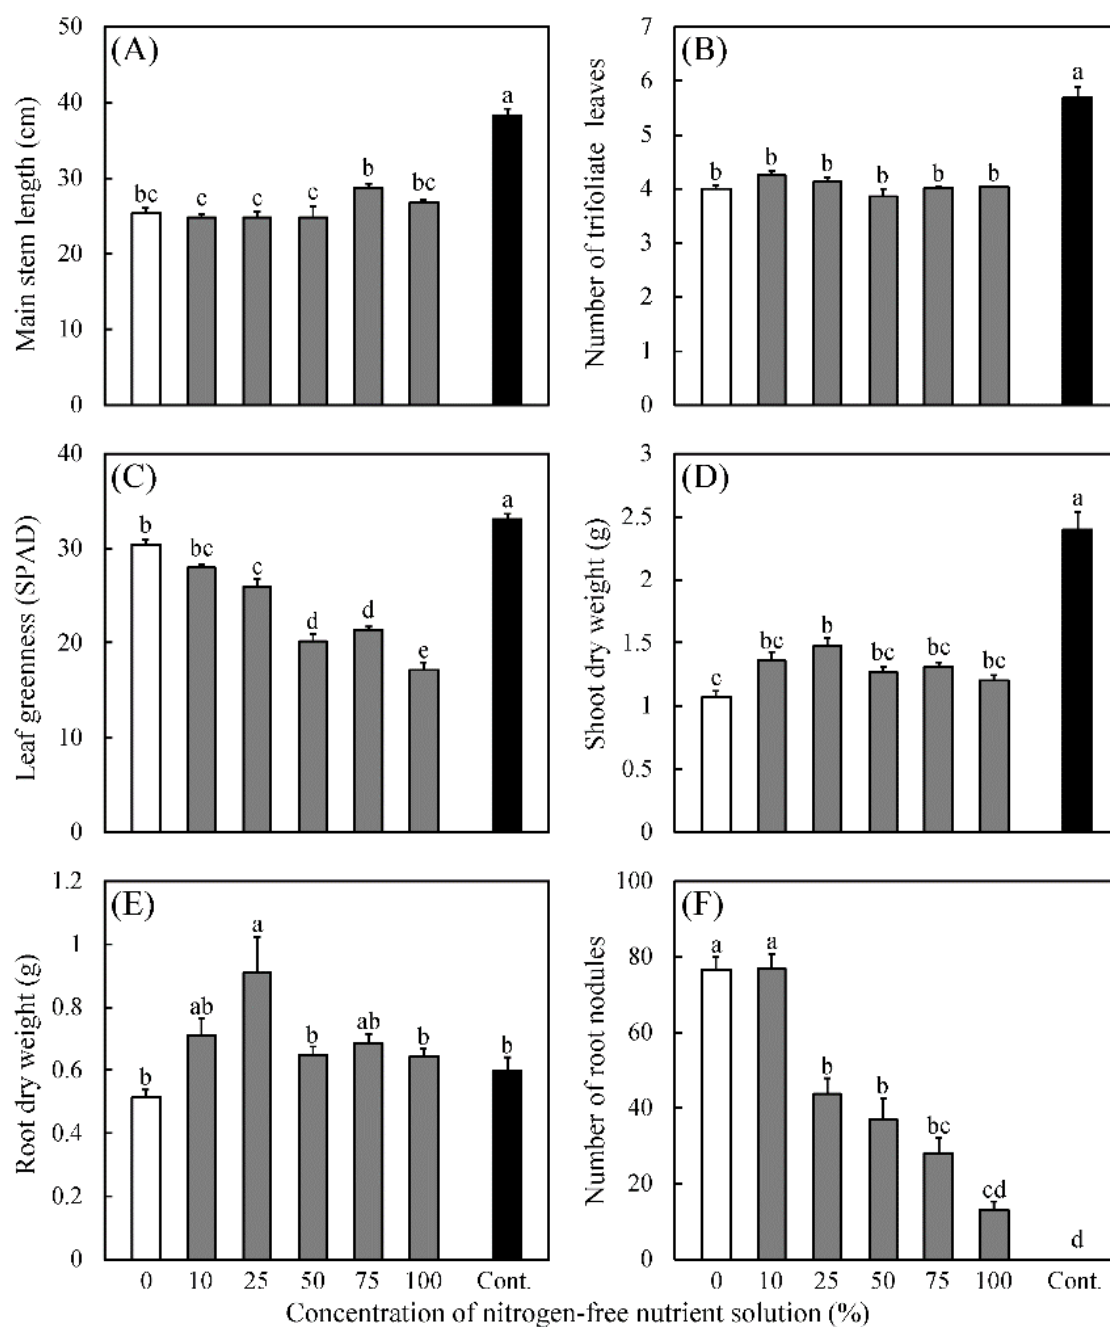 (A)
Main stem length (cm)
50
40
30
20
10
0
bc c c c b bc a
(B)
Number of trifoliate leaves
7
6
5
4
3
2
1
0
b b b b b b a
(C)
Leaf greenness (SPAD)
40
30
20
10
0
b bc c d d e a
(D)
Shoot dry weight (g)
3
2.5
2
1.5
1
0.5
0
c bc b bc bc bc a
(E)
Root dry weight (g)
1.2
1
0.8
0.6
0.4
0.2
0
b ab a b ab b b
0 10 25 50 75 100 Cont.
(F)
Number of root nodules
100
80
60
40
20
0
a a b b bc cd d
0 10 25 50 75 100 Cont.
Concentration of nitrogen-free nutrient solution (%)